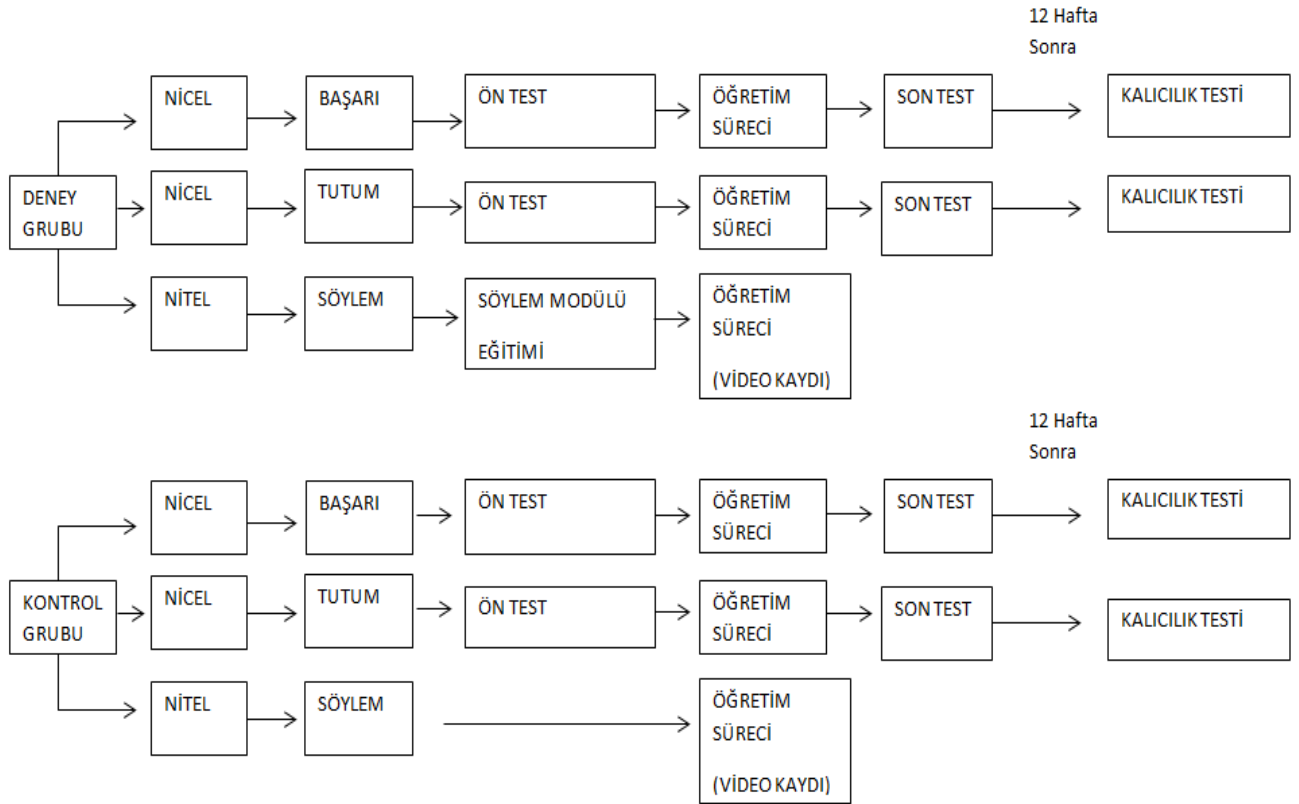 12 Hafta
Sonra
NİCEL
BAŞARI
ÖN TEST
ÖĞRETİM
SÜRECİ
SON TEST
KALICILIK TESTİ
DENEY
GRUBU
NİCEL
TUTUM
ÖN TEST
ÖĞRETİM
SÜRECİ
SON TEST
KALICILIK TESTİ
NİTEL
SÖYLEM
SÖYLEM MODÜLÜ
EĞİTİMİ
ÖĞRETİM
SÜRECİ
(VİDEO KAYDI)
12 Hafta
Sonra
NİCEL
BAŞARI
ÖN TEST
ÖĞRETİM
SÜRECİ
SON TEST
KALICILIK TESTİ
KONTROL
GRUBU
NİCEL
TUTUM
ÖN TEST
ÖĞRETİM
SÜRECİ
SON TEST
KALICILIK TESTİ
NİTEL
SÖYLEM
ÖĞRETİM
SÜRECİ
(VİDEO KAYDI)